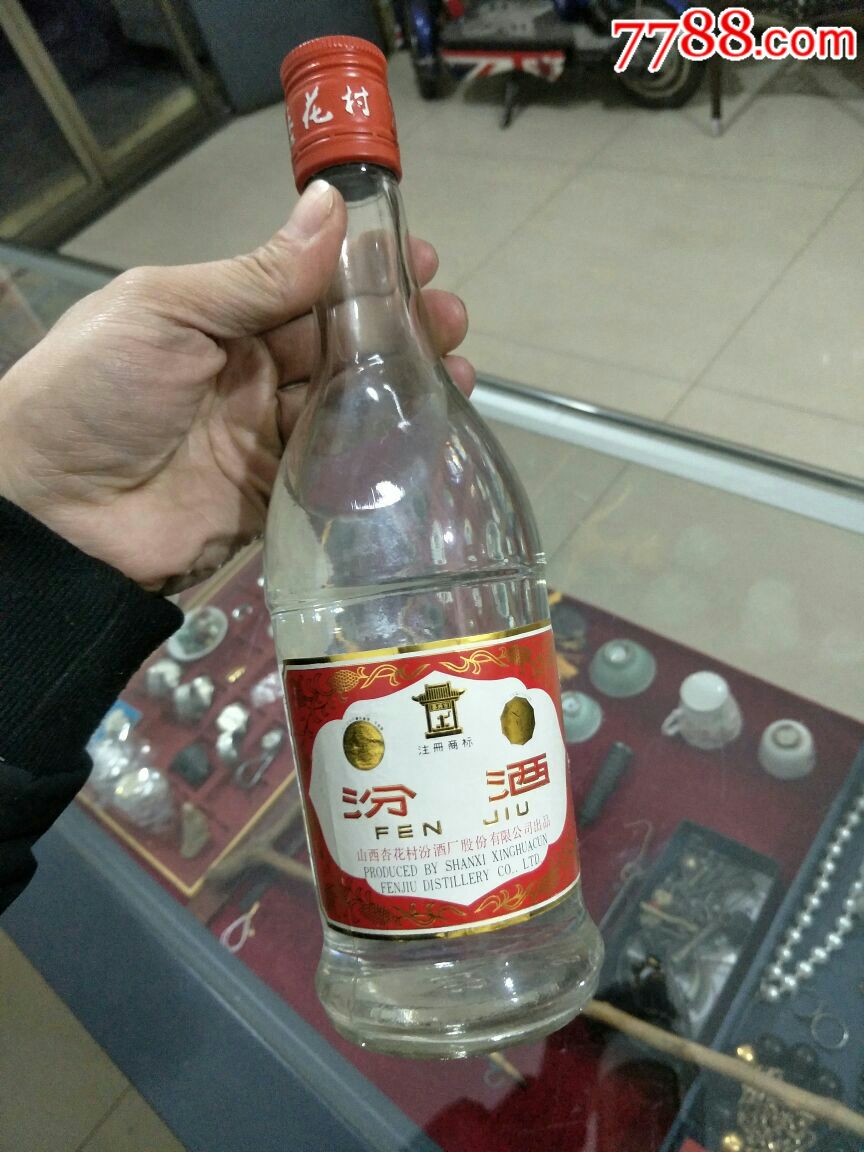 7788.com
杏花村
注册商标
汾酒
FEN JIU
山西杏花村汾酒厂股份有限公司出品
PRODUCED BY SHANXI XINGHUACUN
FENJIU DISTILLERY CO., LTD.